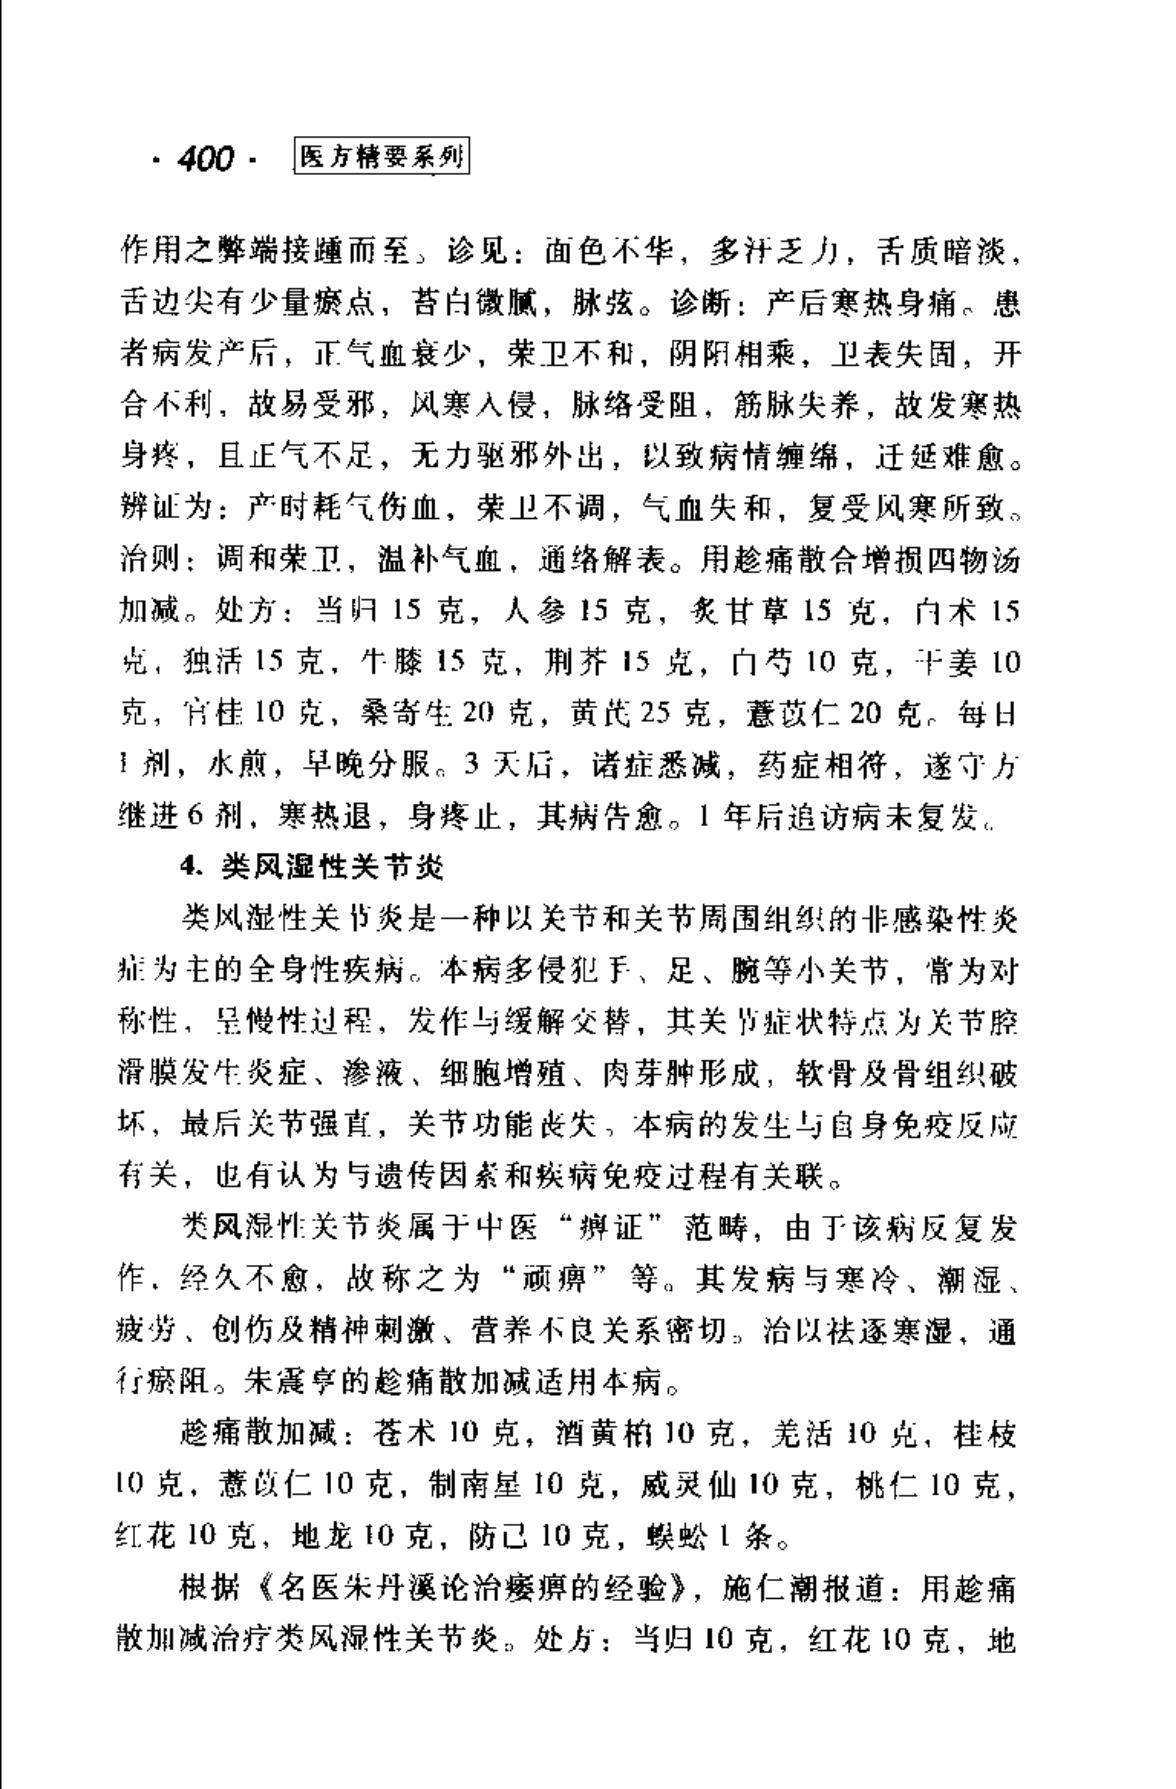 · 400 · 医方精要系列
作用之弊端接踵而至。诊见：面色不华，多汗乏力，舌质暗淡，
舌边尖有少量瘀点，苔白微腻，脉弦。诊断：产后寒热身痛。患
者病发产后，正气血衰少，荣卫不和，阴阳相乘，卫表失固，开
合不利，故易受邪，风寒入侵，脉络受阻，筋脉失养，故发寒热
身疼，且正气不足，无力驱邪外出，以致病情缠绵，迁延难愈。
辨证为：产时耗气伤血，荣卫不调，气血失和，复受风寒所致。
治则：调和荣卫，温补气血，通络解表。用趁痛散合增损四物汤
加减。处方：当归 15 克，人参 15 克，炙甘草 15 克，白术 15
克，独活 15 克，牛膝 15 克，荆芥 15 克，白芍 10 克，干姜 10
克，官桂 10 克，桑寄生 20 克，黄芪 25 克，薏苡仁 20 克。每日
1 剂，水煎，早晚分服。3 天后，诸症悉减，药症相符，遂守方
继进 6 剂，寒热退，身疼止，其病告愈。1 年后追访病未复发。
4. 类风湿性关节炎
类风湿性关节炎是一种以关节和关节周围组织的非感染性炎
症为主的全身性疾病。本病多侵犯手、足、腕等小关节，常为对
称性，呈慢性过程，发作与缓解交替，其关节症状特点为关节腔
滑膜发生炎症、渗液、细胞增殖、肉芽肿形成，软骨及骨组织破
坏，最后关节强直，关节功能丧失。本病的发生与自身免疫反应
有关，也有认为与遗传因素和疾病免疫过程有关联。
类风湿性关节炎属于中医“痹证”范畴，由于该病反复发
作，经久不愈，故称之为“顽痹”等。其发病与寒冷、潮湿、
疲劳、创伤及精神刺激、营养不良关系密切。治以祛逐寒湿，通
行瘀阻。朱震亨的趁痛散加减适用本病。
趁痛散加减：苍术 10 克，酒黄柏 10 克，羌活 10 克，桂枝
10 克，薏苡仁 10 克，制南星 10 克，威灵仙 10 克，桃仁 10 克，
红花 10 克，地龙 10 克，防己 10 克，蜈蚣 1 条。
根据《名医朱丹溪论治痿痹的经验》，施仁潮报道：用趁痛
散加减治疗类风湿性关节炎。处方：当归 10 克，红花 10 克，地